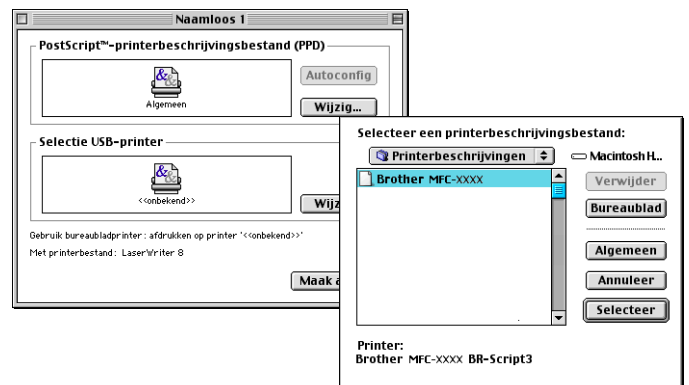 Naamloos 1
PostScript™-printerbeschrijvingsbestand (PPD)
Algemeen
Autoconfig
Wijzig...
Selectie USB-printer
<<onbekend>>
Wijz
Gebruik bureaubladprinter: afdrukken op printer '<<onbekend>>'
Met printerbestand: LaserWriter 8
Maak a
Selecteer een printerbeschrijvingsbestand:
Printerbeschrijvingen
Macintosh H...
Brother MFC-XXXX
Verwijder
Bureaublad
Algemeen
Annuleer
Selecteer
Printer:
Brother MFC-XXXX BR-Script3